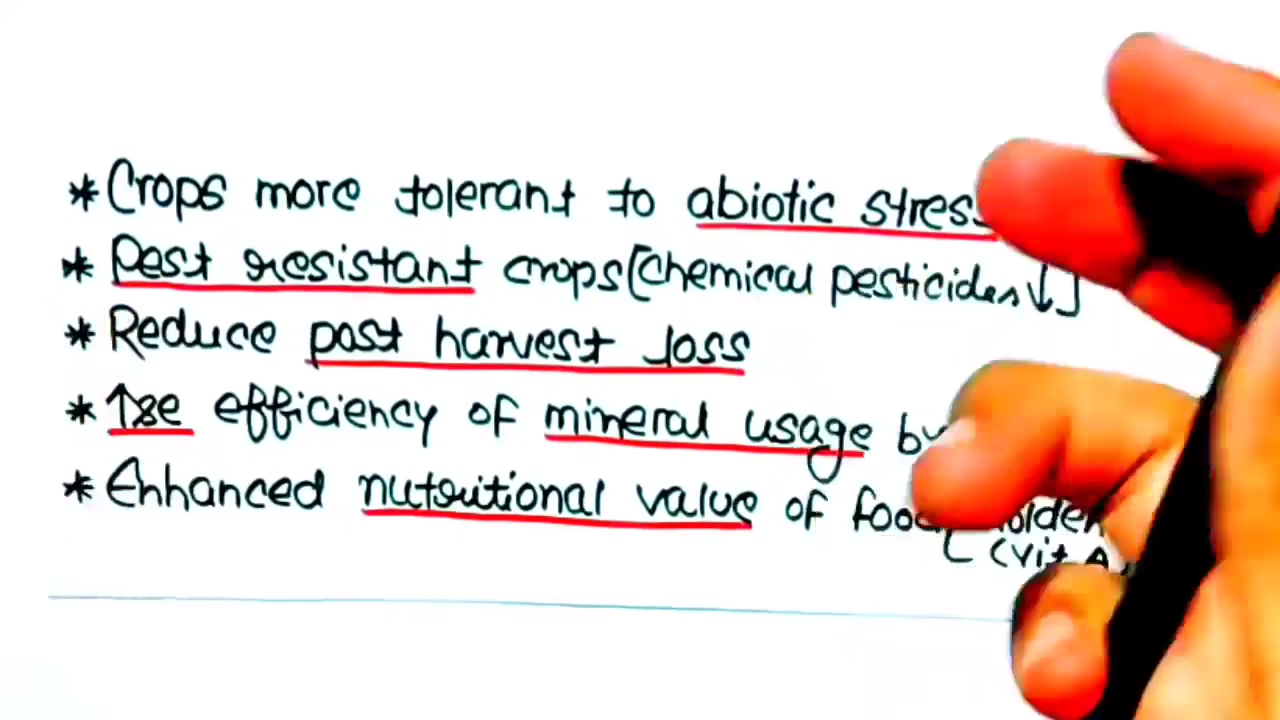 * Crops more tolerant to abiotic stress
* Pest resistant crops [chemical pesticides ↓]
* Reduce post harvest loss
* ↑se efficiency of mineral usage by
* Enhanced nutritional value of food
(vit A)